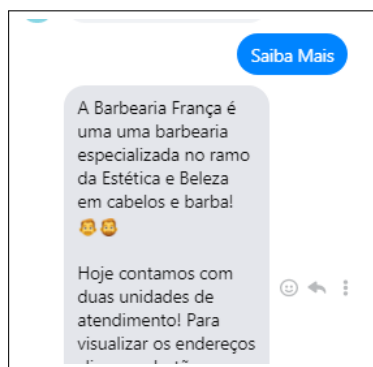 Saiba Mais
A Barbearia França é
uma uma barbearia
especializada no ramo
da Estética e Beleza
em cabelos e barba!
Hoje contamos com
duas unidades de
atendimento! Para
visualizar os endereços